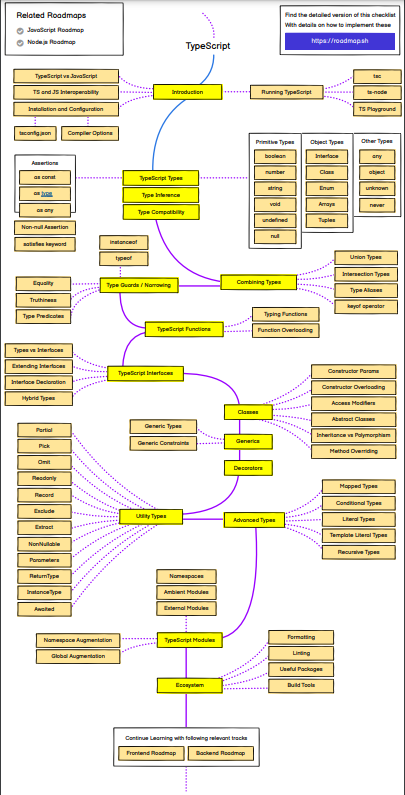 Related Roadmaps
JavaScript Roadmap
Node.js Roadmap
Find the detailed version of this checklist
With details on how to implement these
https://roadmap.sh
TypeScript
TypeScript vs JavaScript
TS and JS Interoperability
Installation and Configuration
tsconfig.json
Compiler Options
Introduction
Running TypeScript
tsc
ts-node
TS Playground
Assertions
as const
as type
as any
Non-null Assertion
satisfies keyword
TypeScript Types
Type Inference
Type Compatibility
Primitive Types
boolean
number
string
void
undefined
null
Object Types
Interface
Class
Enum
Arrays
Tuples
Other Types
any
object
unknown
never
instanceof
typeof
Equality
Truthiness
Type Predicates
Type Guards / Narrowing
Combining Types
Union Types
Intersection Types
Type Aliases
keyof operator
TypeScript Functions
Typing Functions
Function Overloading
Types vs Interfaces
Extending Interfaces
Interface Declaration
Hybrid Types
TypeScript Interfaces
Classes
Constructor Params
Constructor Overloading
Access Modifiers
Abstract Classes
Inheritance vs Polymorphism
Method Overriding
Generic Types
Generic Constraints
Generics
Decorators
Partial
Pick
Omit
Readonly
Record
Exclude
Extract
NonNullable
Parameters
ReturnType
InstanceType
Awaited
Utility Types
Advanced Types
Mapped Types
Conditional Types
Literal Types
Template Literal Types
Recursive Types
Namespaces
Ambient Modules
External Modules
Namespace Augmentation
Global Augmentation
TypeScript Modules
Ecosystem
Formatting
Linting
Useful Packages
Build Tools
Continue Learning with following relevant tracks
Frontend Roadmap
Backend Roadmap